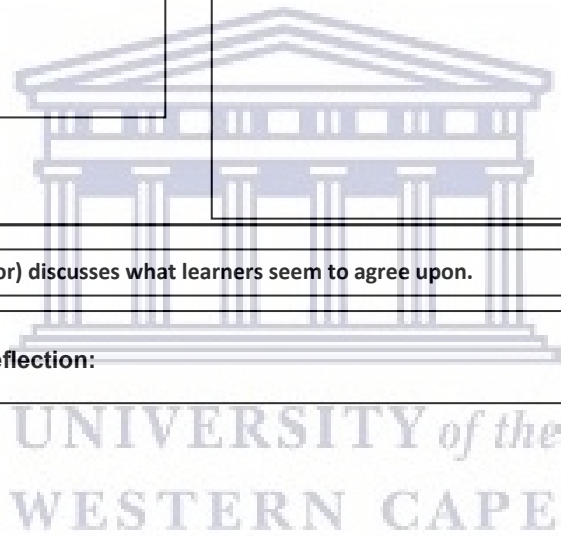 or) discusses what learners seem to agree upon.
eflection:
UNIVERSITY of the
WESTERN CAPE